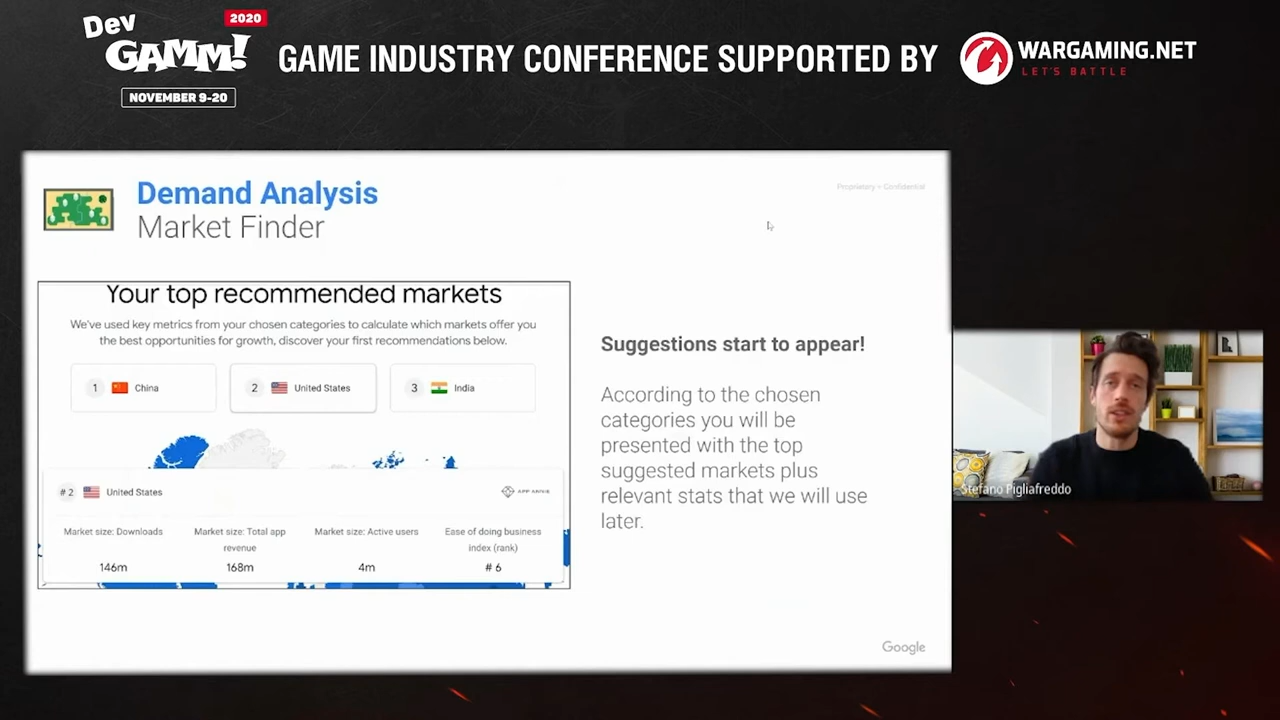 Dev
2020
GAMM!
NOVEMBER 9-20
GAME INDUSTRY CONFERENCE SUPPORTED BY
WARGAMING.NET
LET'S BATTLE
Demand Analysis
Market Finder
Proprietary + Confidential
Your top recommended markets
We've used key metrics from your chosen categories to calculate which markets offer you
the best opportunities for growth, discover your first recommendations below.
1 China
2 United States
3 India
# 2 United States
APP ANNIE
Market size: Downloads
146m
Market size: Total app
revenue
168m
Market size: Active users
4m
Ease of doing business
index (rank)
# 6
Suggestions start to appear!
According to the chosen
categories you will be
presented with the top
suggested markets plus
relevant stats that we will use
later.
Google
Stefano Pigliafreddo